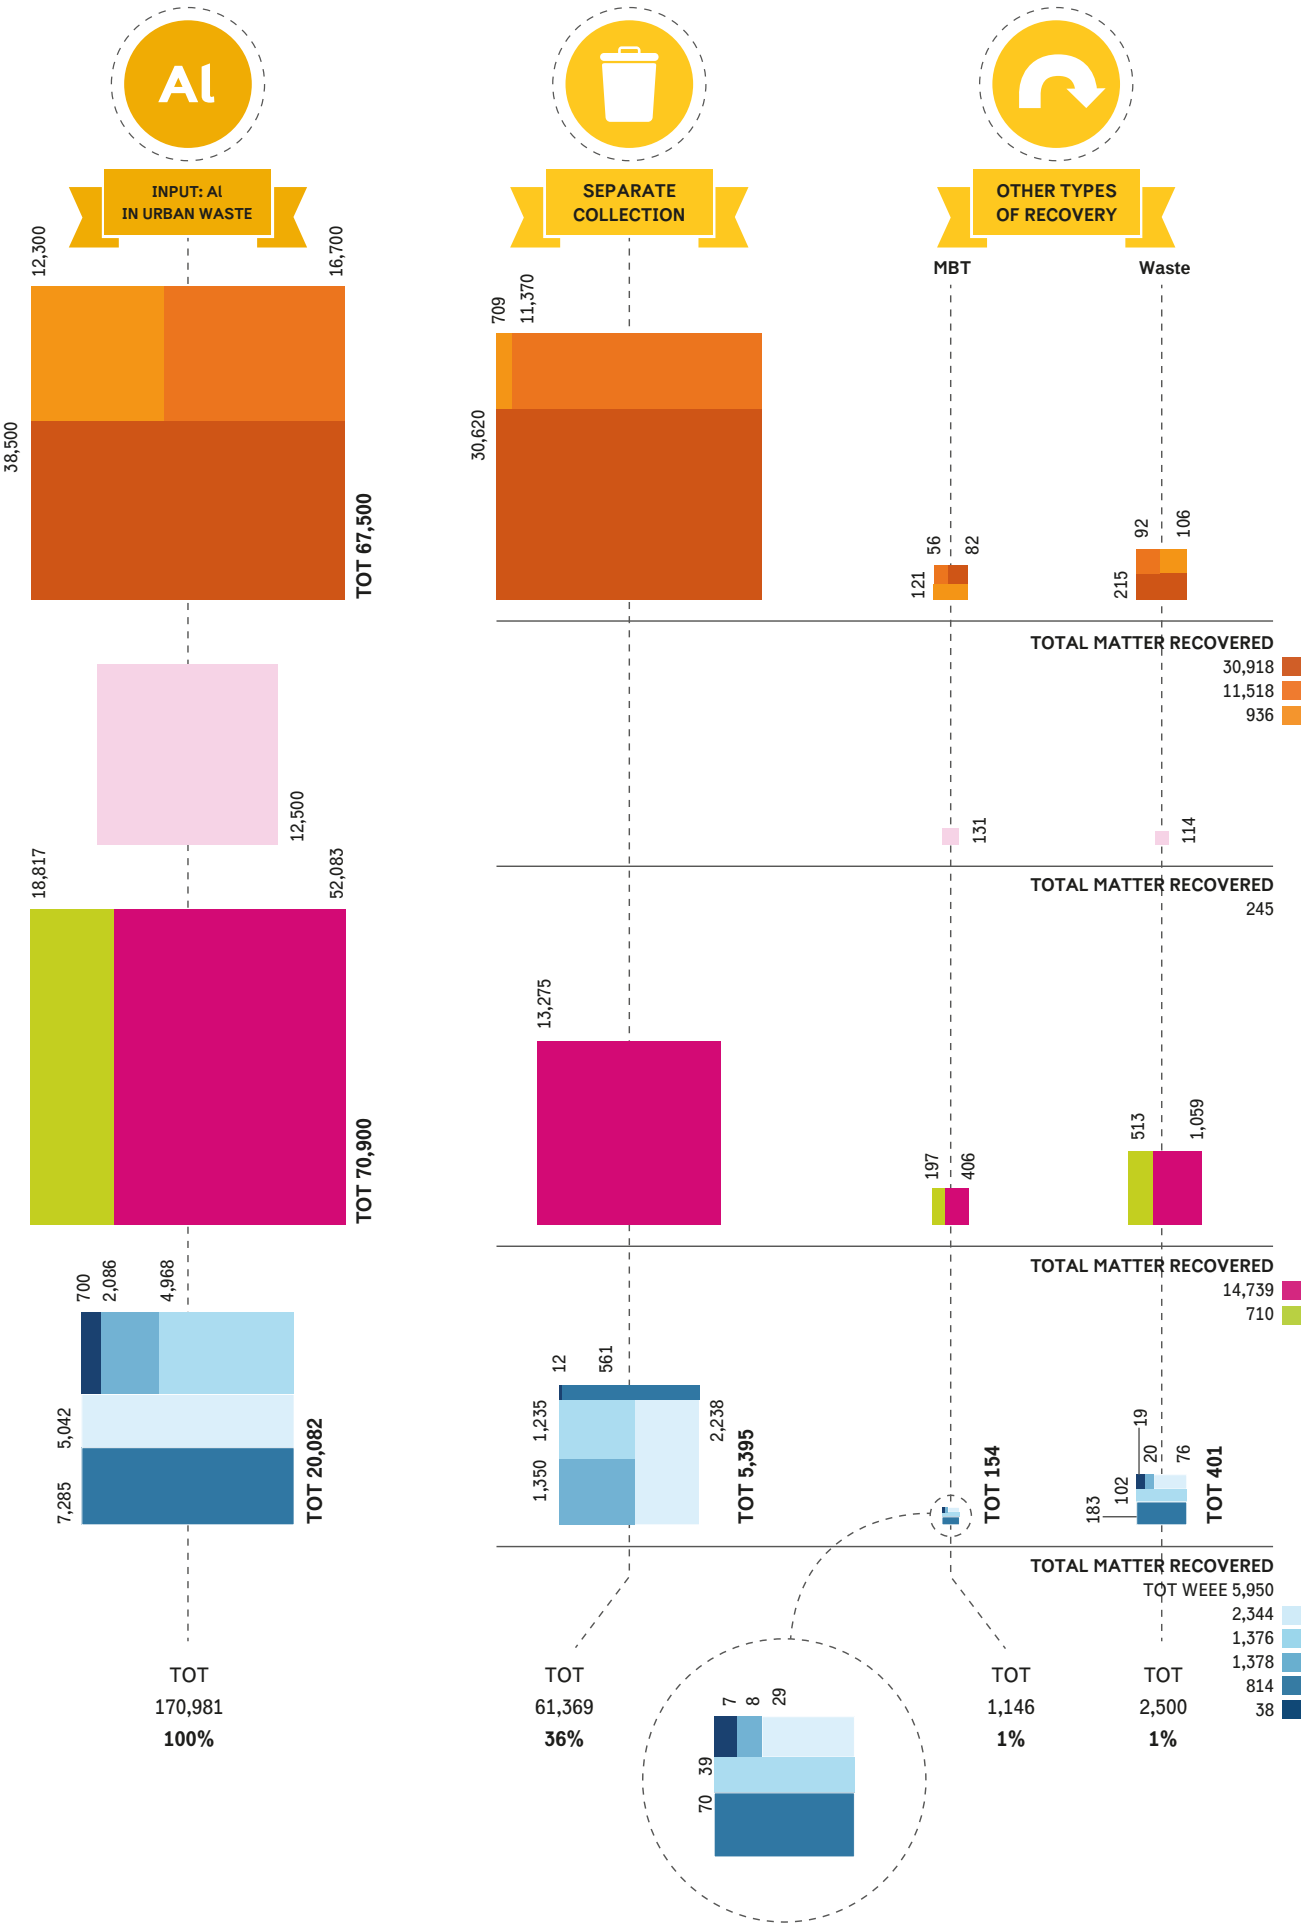 Al
INPUT: Al
IN URBAN WASTE
SEPARATE
COLLECTION
OTHER TYPES
OF RECOVERY
MBT
Waste
12,300
16,700
38,500
TOT 67,500
709
11,370
30,620
56
82
121
92
106
215
TOTAL MATTER RECOVERED
30,918
11,518
936
12,500
131
114
TOTAL MATTER RECOVERED
245
18,817
52,083
TOT 70,900
13,275
197
406
513
1,059
TOTAL MATTER RECOVERED
14,739
710
700
2,086
4,968
5,042
7,285
TOT 20,082
12
561
1,235
1,350
2,238
TOT 5,395
TOT 154
19
20
76
102
183
TOT 401
TOTAL MATTER RECOVERED
TOT WEEE 5,950
2,344
1,376
1,378
814
38
TOT
170,981
100%
TOT
61,369
36%
7
8
29
39
70
TOT
1,146
1%
TOT
2,500
1%